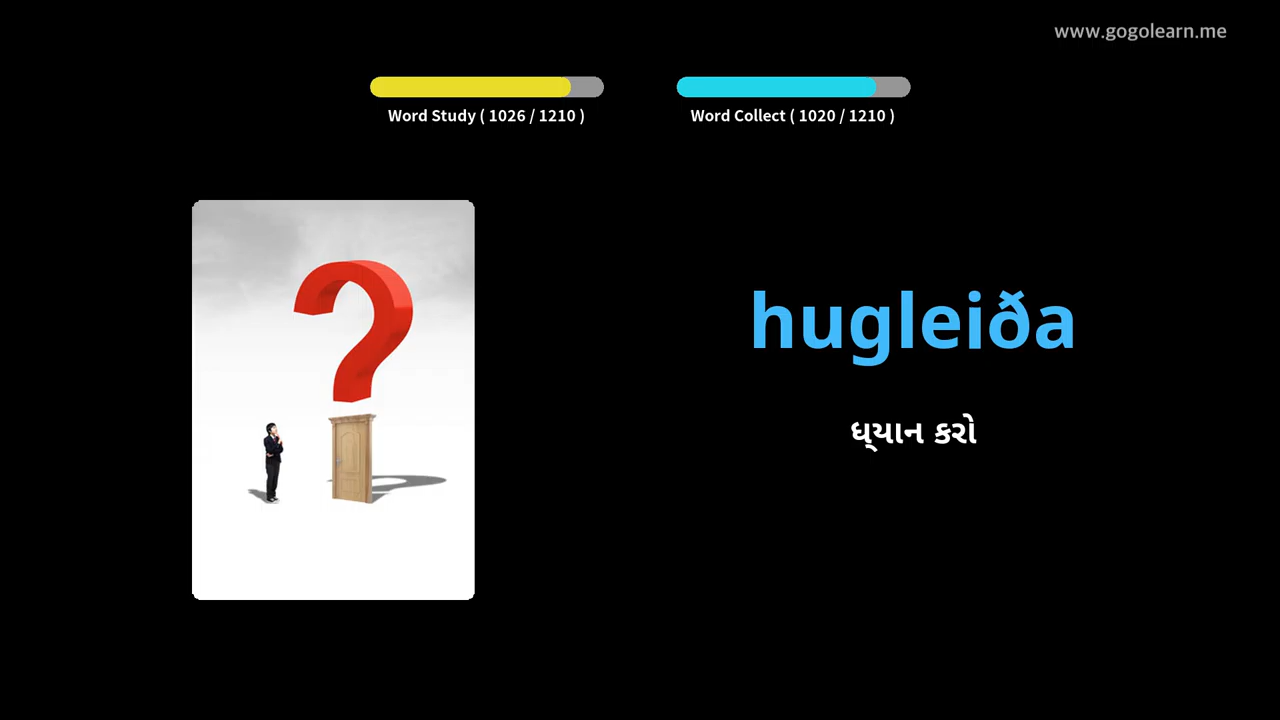 www.gogolearn.me
Word Study ( 1026 / 1210 )
Word Collect ( 1020 / 1210 )
hugleiða
ધ્યાન કરો